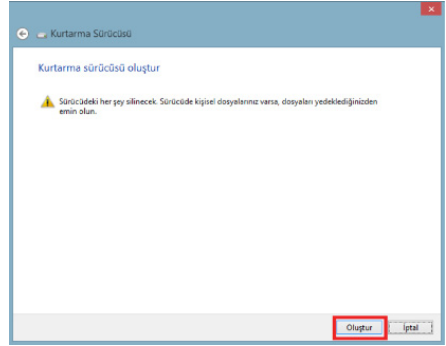 Kurtarma Sürücüsü
Kurtarma sürücüsü oluştur
Sürücüdeki her şey silinecek. Sürücüde kişisel dosyalarınız varsa, dosyaları yedeklediğinizden
emin olun.
Oluştur
İptal